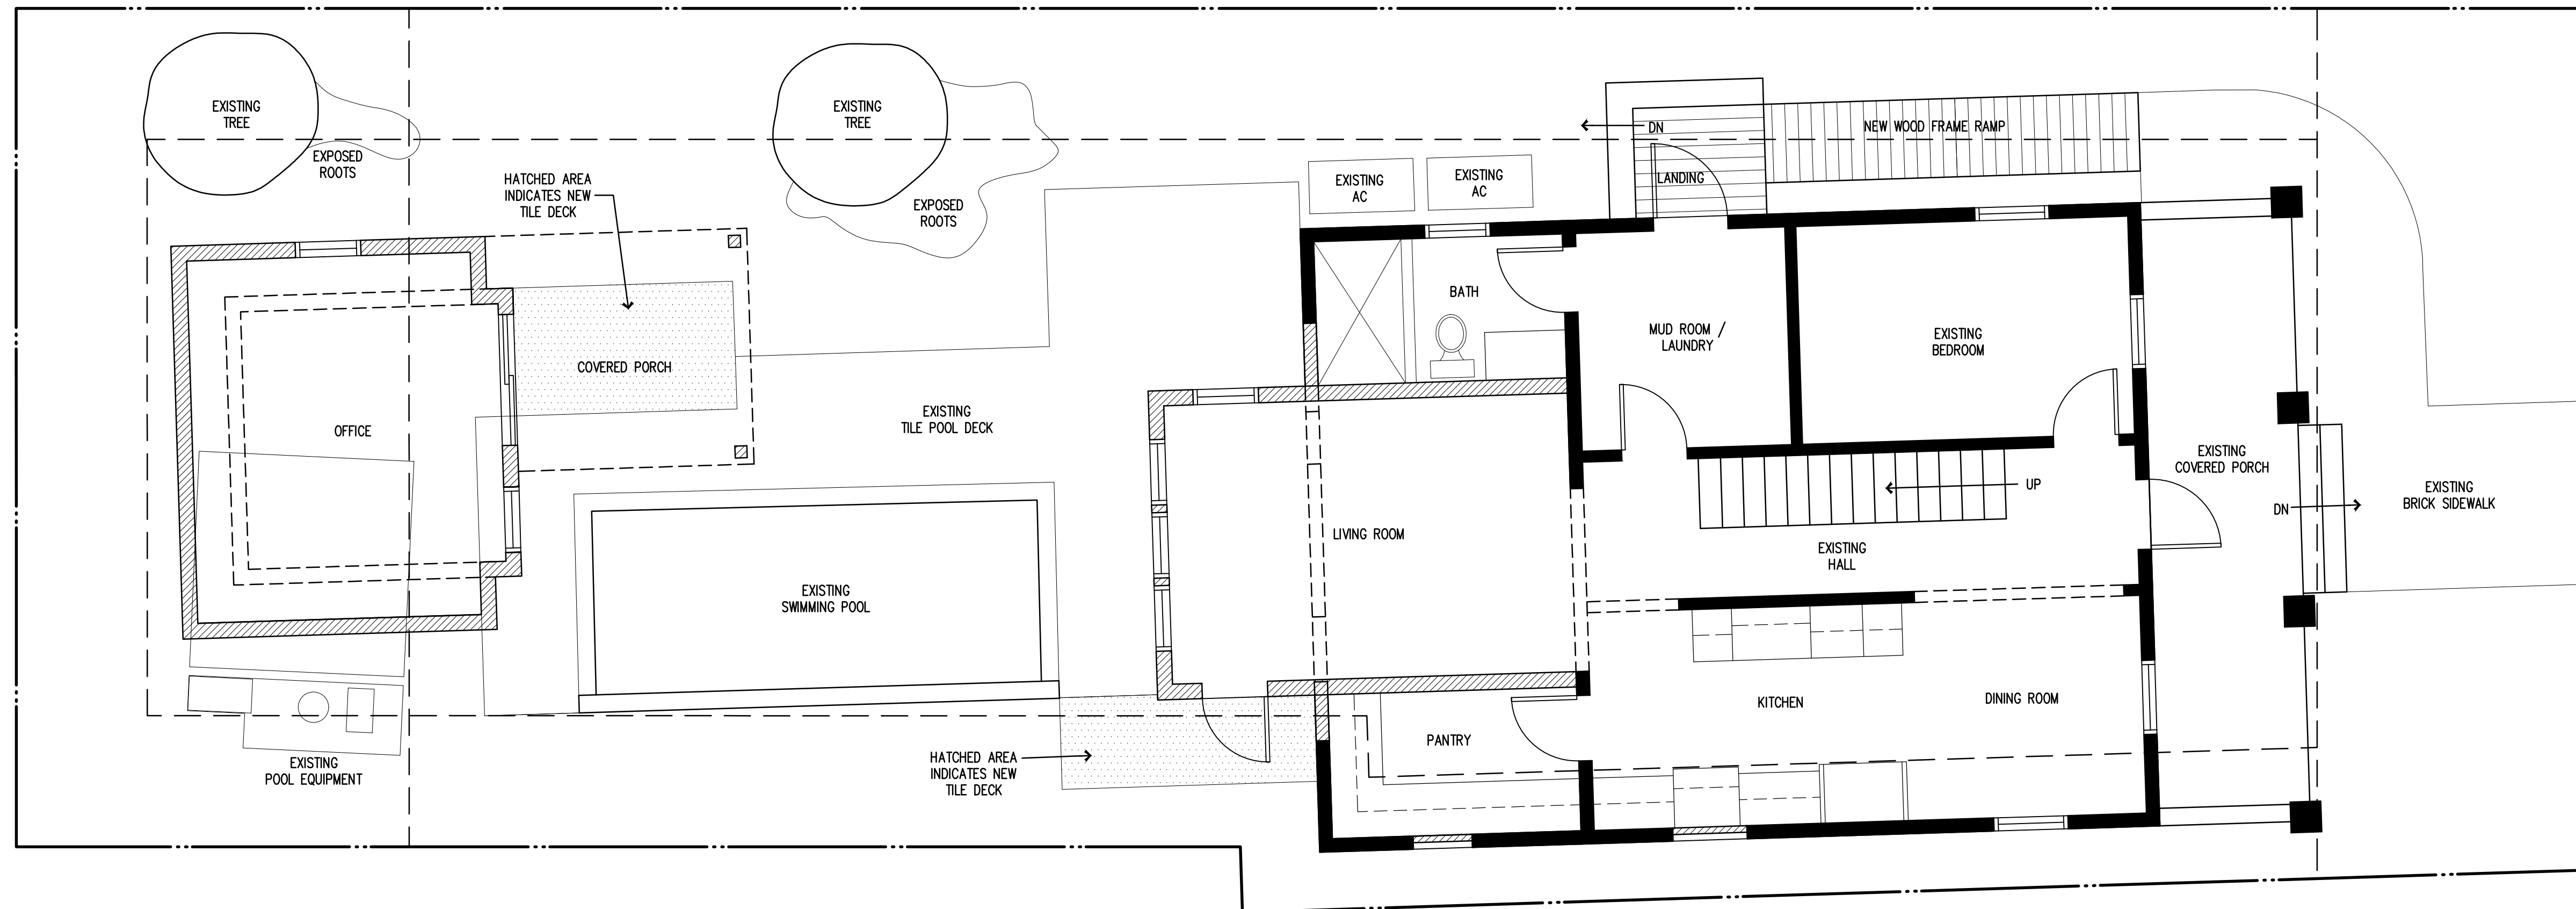 EXISTING
TREE
EXPOSED
ROOTS
HATCHED AREA
INDICATES NEW
TILE DECK
EXISTING
TREE
EXPOSED
ROOTS
EXISTING
AC
EXISTING
AC
DN
LANDING
NEW WOOD FRAME RAMP
BATH
MUD ROOM /
LAUNDRY
EXISTING
BEDROOM
COVERED PORCH
OFFICE
EXISTING
TILE POOL DECK
LIVING ROOM
UP
EXISTING
HALL
EXISTING
COVERED PORCH
DN
EXISTING
BRICK SIDEWALK
EXISTING
SWIMMING POOL
KITCHEN
DINING ROOM
PANTRY
EXISTING
POOL EQUIPMENT
HATCHED AREA
INDICATES NEW
TILE DECK